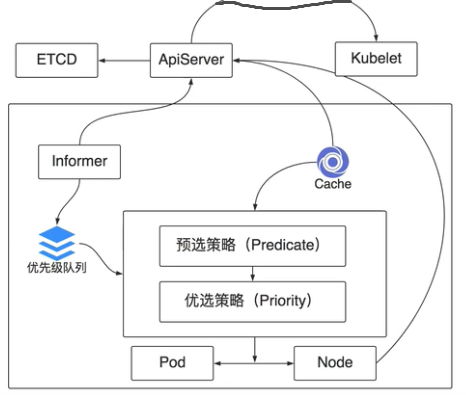 ETCD
ApiServer
Kubelet
Informer
Cache
优先级队列
预选策略（Predicate）
优选策略（Priority）
Pod
Node